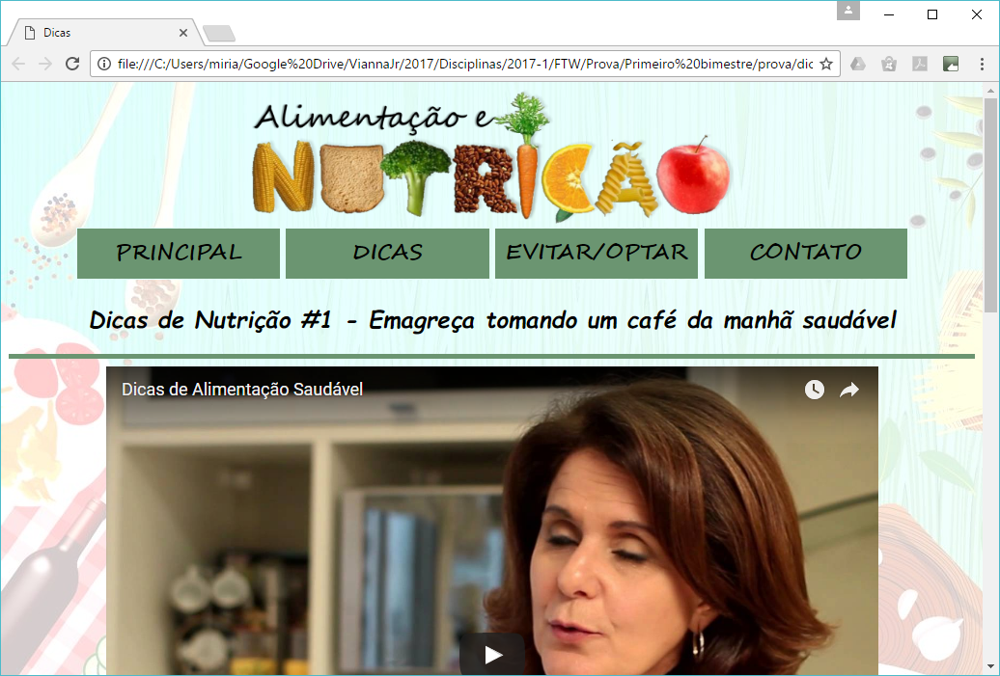 Dicas
file:///C:/Users/miria/Google%20Drive/ViannaJr/2017/Disciplinas/2017-1/FTW/Prova/Primeiro%20bimestre/prova/dic
Alimentação e
NUTRIÇÃO
PRINCIPAL DICAS EVITAR/OPTAR CONTATO
Dicas de Nutrição #1 - Emagreça tomando um café da manhã saudável
Dicas de Alimentação Saudável